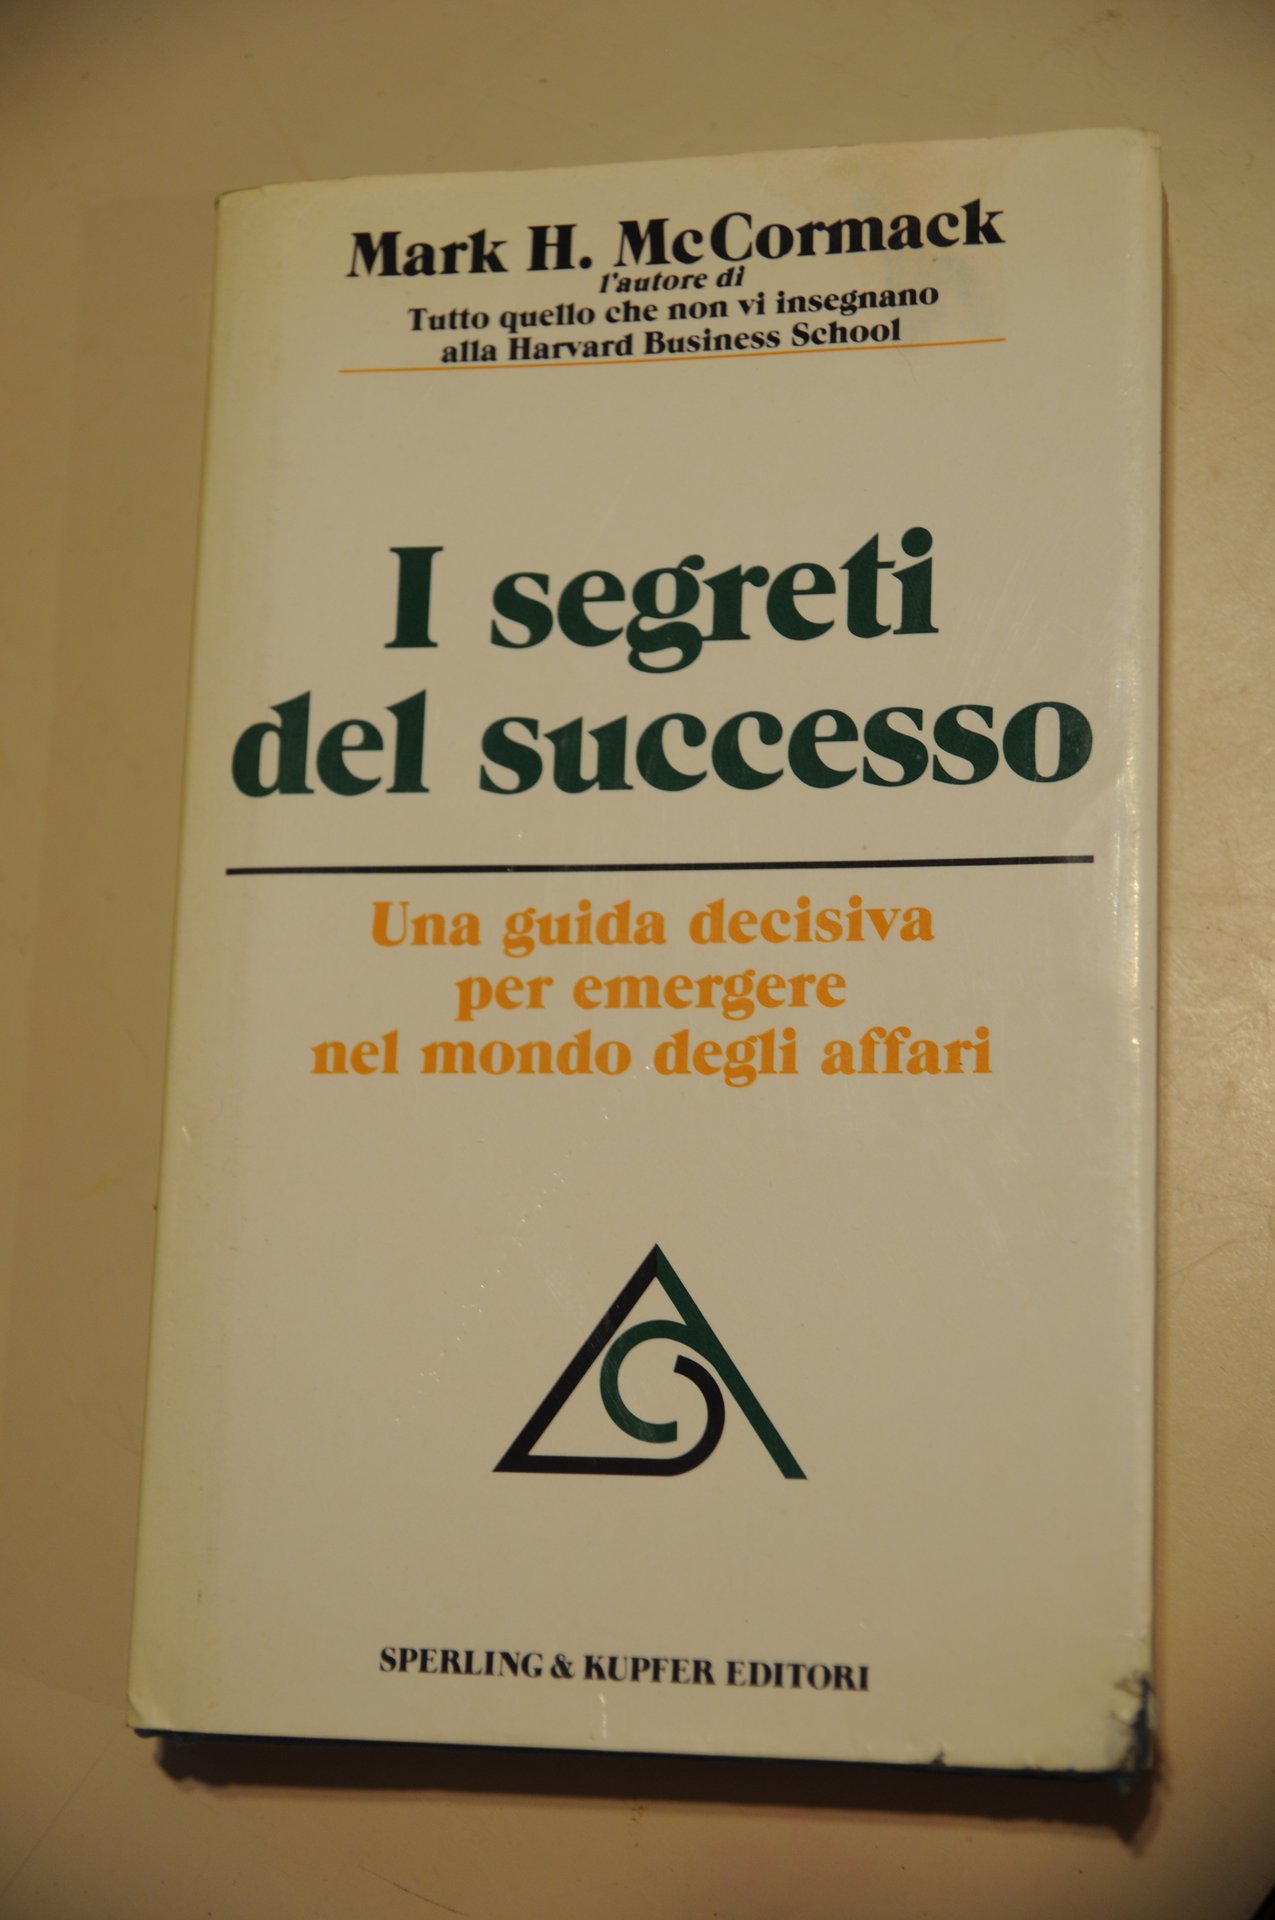 Mark H. McCormack
l'autore di
Tutto quello che non vi insegnano
alla Harvard Business School
I segreti
del successo
Una guida decisiva
per emergere
nel mondo degli affari
SPERLING & KUPFER EDITORI